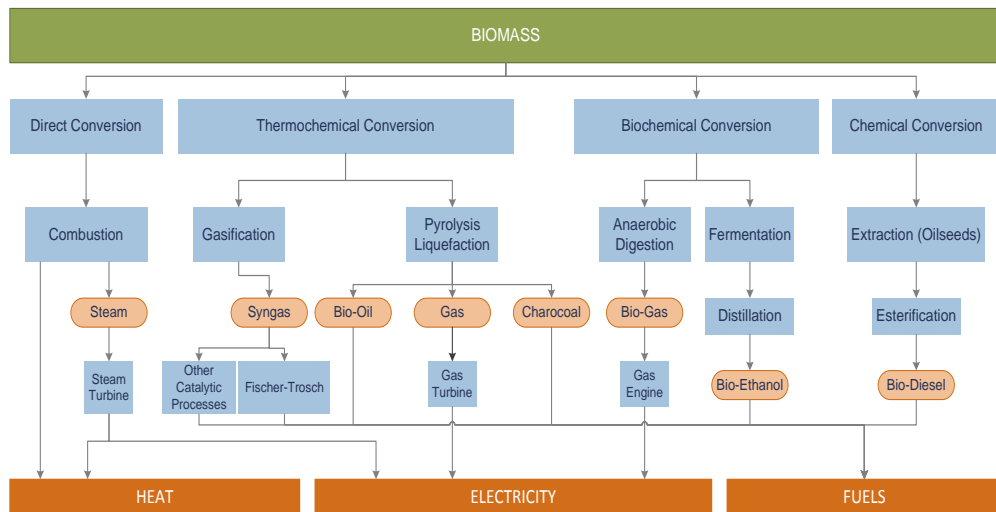 BIOMASS
Direct Conversion
Thermochemical Conversion
Biochemical Conversion
Chemical Conversion
Combustion
Gasification
Pyrolysis
Liquefaction
Anaerobic
Digestion
Fermentation
Extraction (Oilseeds)
Steam
Syngas
Bio-Oil
Gas
Charocoal
Bio-Gas
Distillation
Esterification
Steam
Turbine
Other
Catalytic
Processes
Fischer-Trosch
Gas
Turbine
Gas
Engine
Bio-Ethanol
Bio-Diesel
HEAT
ELECTRICITY
FUELS